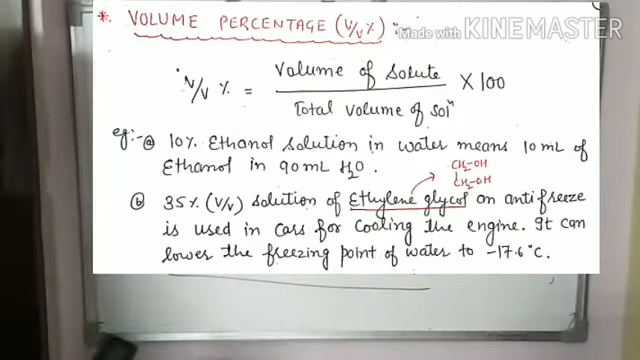 * VOLUME PERCENTAGE (V/V %) :-
Made with KINEMASTER
V/V % = Volume of Solute / Total Volume of solⁿ X 100
eg:- ⓐ 10% Ethanol Solution in water means 10 mL of
Ethanol in 90 mL H₂O.
CH₂-OH
CH₂-OH
ⓑ 35% (V/V) solution of Ethylene glycol an antifreeze
is used in cars for cooling the engine. It can
lower the freezing point of water to -17.6°C.